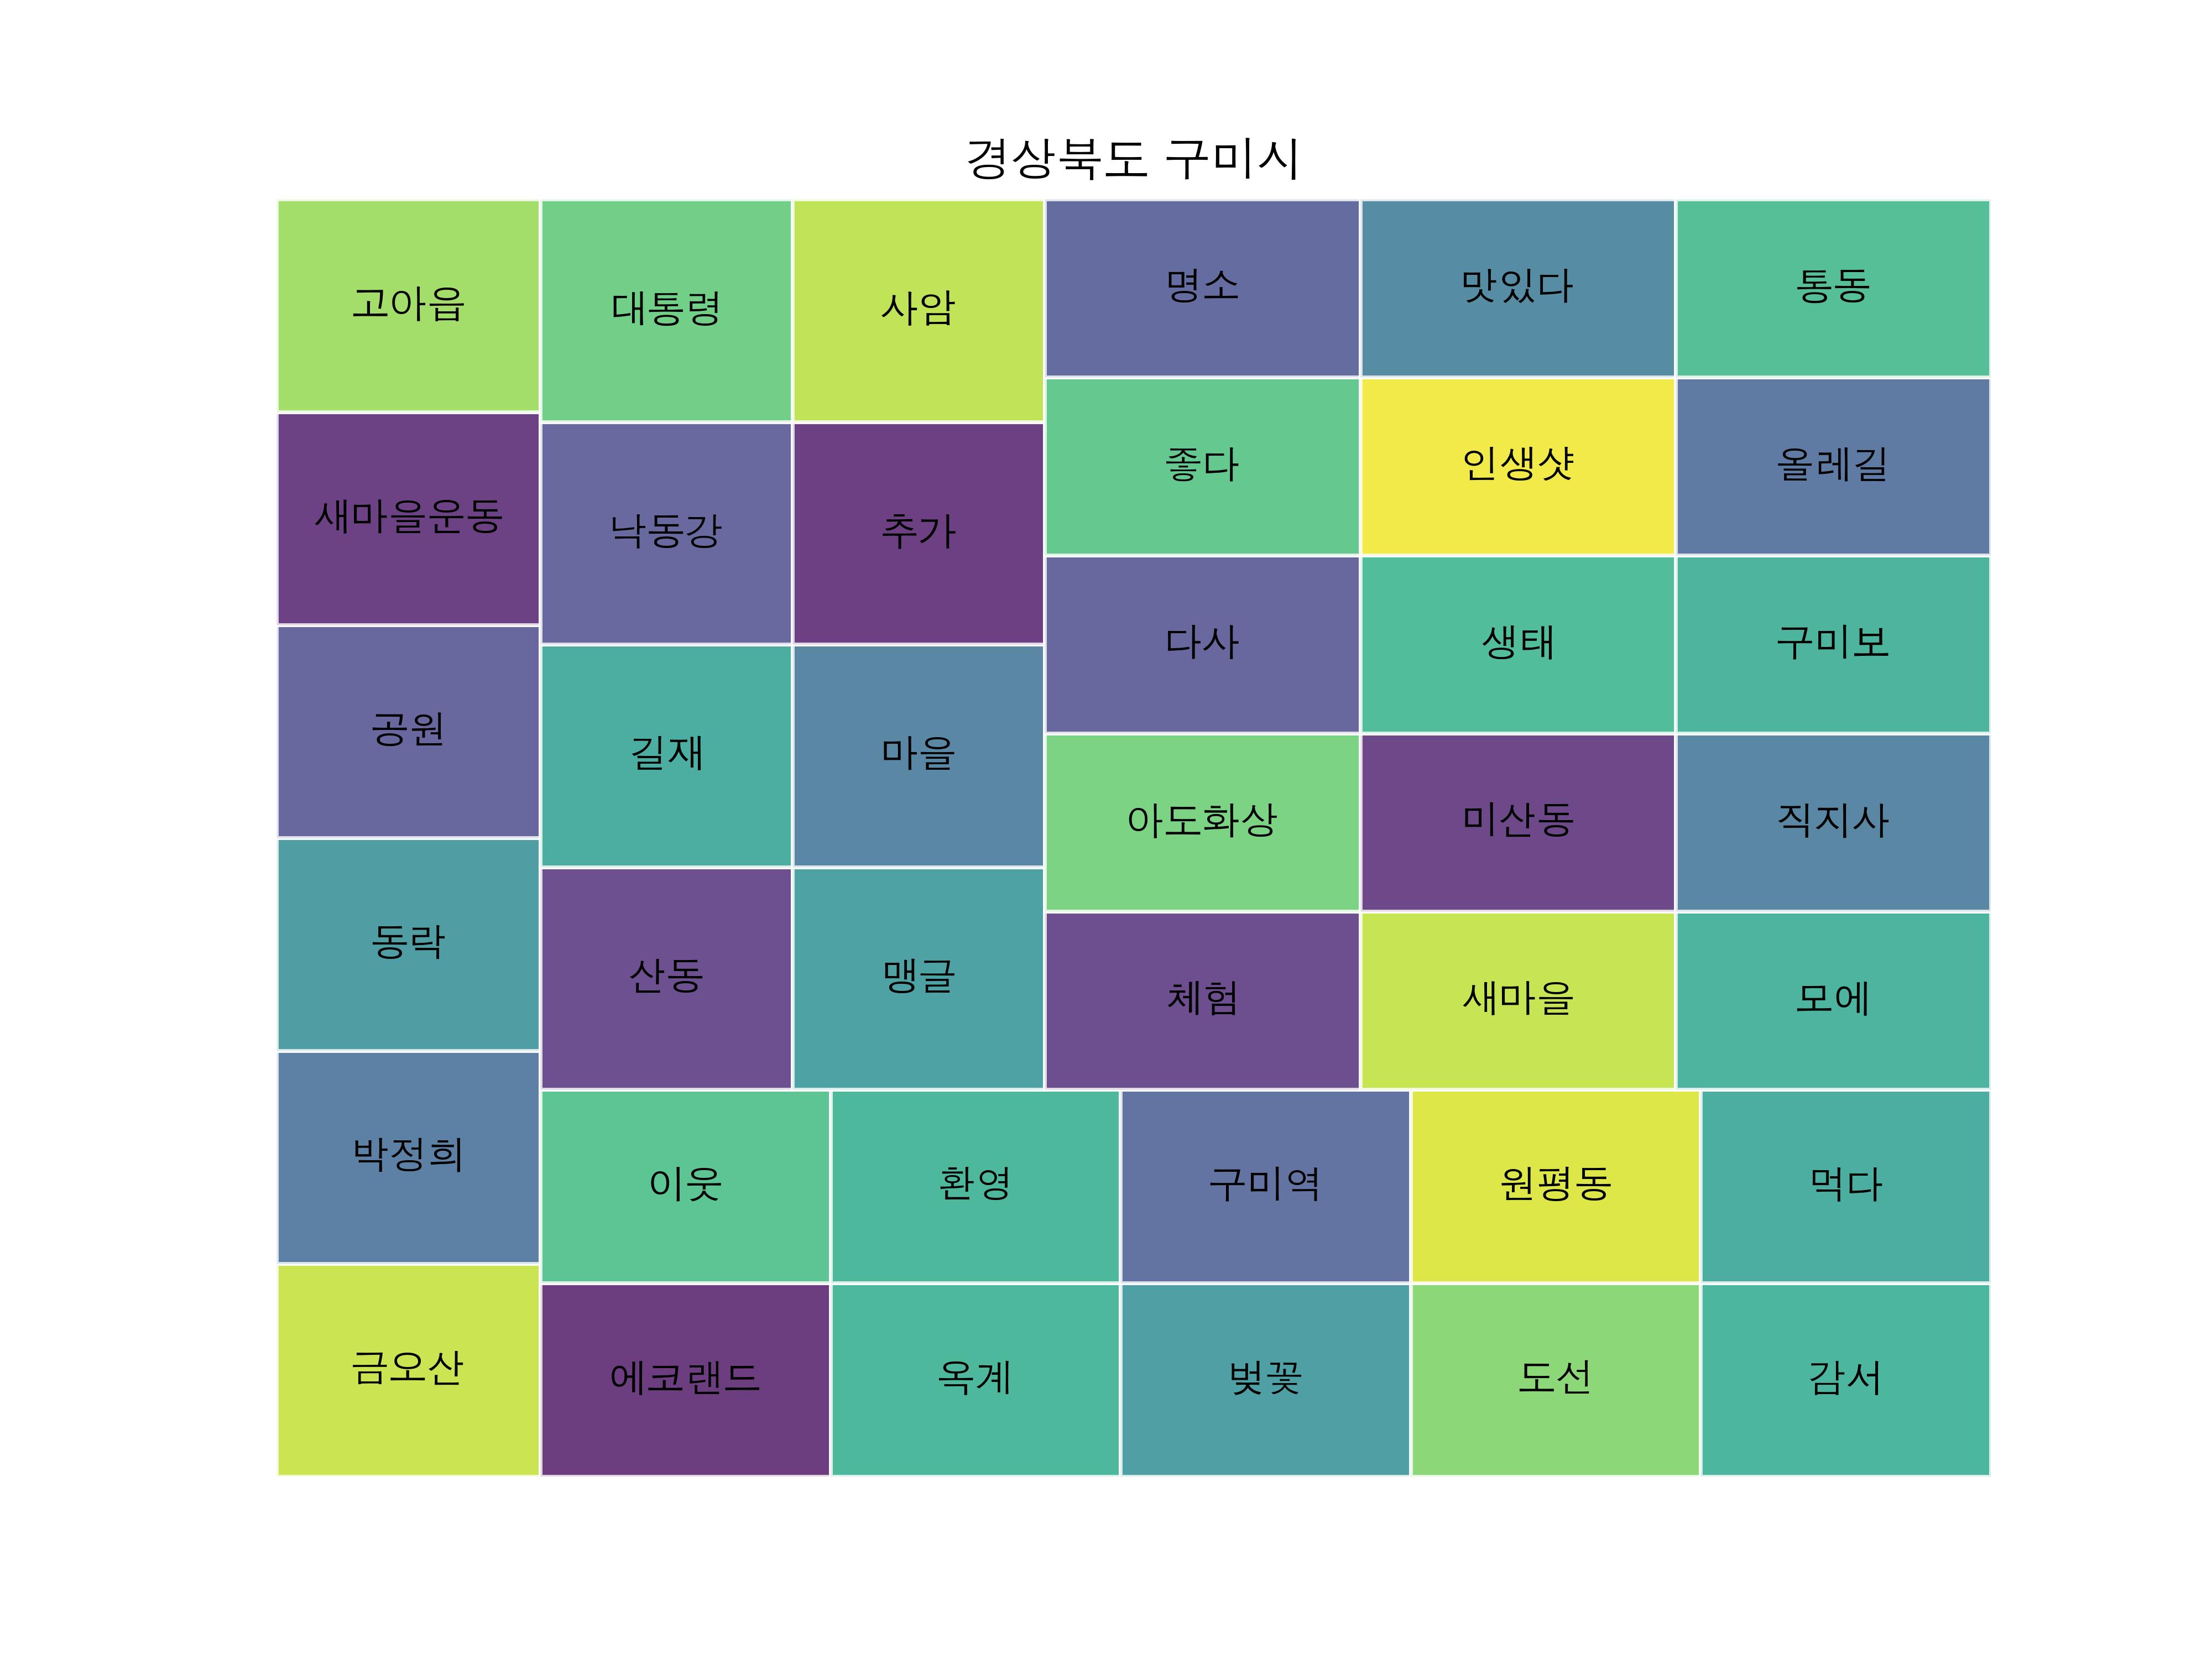 경상북도 구미시
고아읍
대통령
사암
명소
맛있다
통동
좋다
인생샷
올레길
새마을운동
낙동강
추가
다사
생태
구미보
공원
길재
마을
아도화상
미산동
직지사
동락
산동
맹글
체험
새마을
모에
박정희
이웃
환영
구미역
원평동
먹다
금오산
에코랜드
옥계
벚꽃
도선
감서